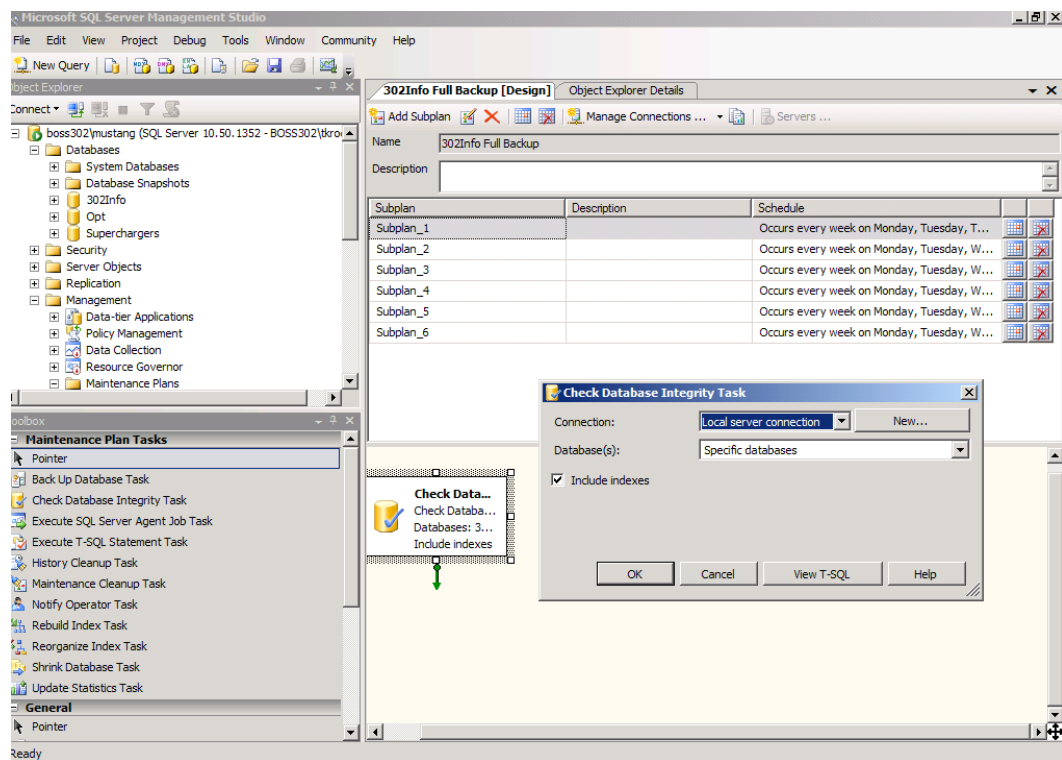 Microsoft SQL Server Management Studio
File Edit View Project Debug Tools Window Community Help
New Query
Object Explorer
Connect
boss302\mustang (SQL Server 10.50.1352 - BOSS302\tkro
Databases
System Databases
Database Snapshots
302Info
Opt
Superchargers
Security
Server Objects
Replication
Management
Data-tier Applications
Policy Management
Data Collection
Resource Governor
Maintenance Plans
Toolbox
Maintenance Plan Tasks
Pointer
Back Up Database Task
Check Database Integrity Task
Execute SQL Server Agent Job Task
Execute T-SQL Statement Task
History Cleanup Task
Maintenance Cleanup Task
Notify Operator Task
Rebuild Index Task
Reorganize Index Task
Shrink Database Task
Update Statistics Task
General
Pointer
Ready
302Info Full Backup [Design] Object Explorer Details
Add Subplan Manage Connections ... Servers ...
Name 302Info Full Backup
Description
Subplan Description Schedule
Subplan_1 Occurs every week on Monday, Tuesday, T...
Subplan_2 Occurs every week on Monday, Tuesday, W...
Subplan_3 Occurs every week on Monday, Tuesday, W...
Subplan_4 Occurs every week on Monday, Tuesday, W...
Subplan_5 Occurs every week on Monday, Tuesday, W...
Subplan_6 Occurs every week on Monday, Tuesday, W...
Check Data...
Check Databa...
Databases: 3...
Include indexes
Check Database Integrity Task
Connection: Local server connection New...
Database(s): Specific databases
Include indexes
OK Cancel View T-SQL Help